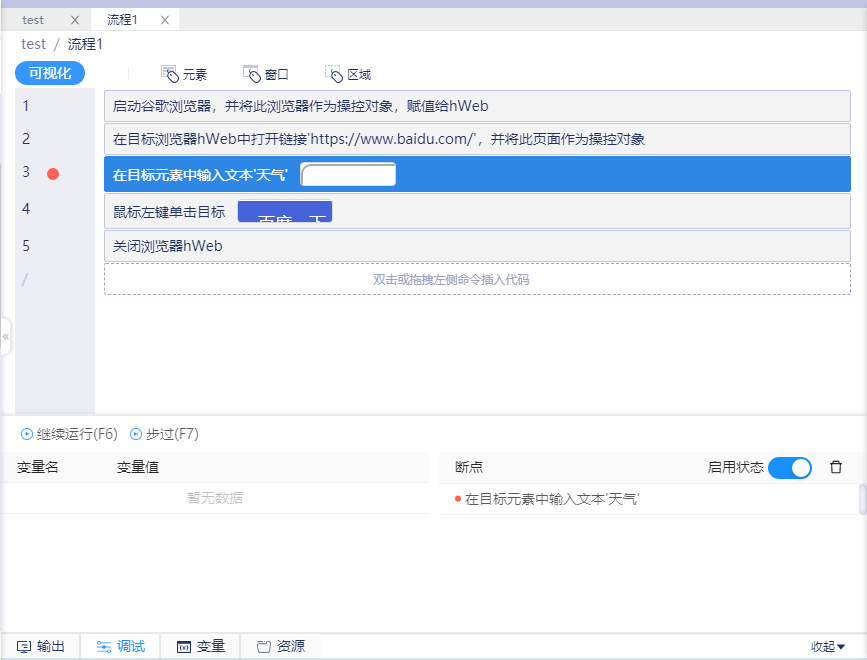 test
流程1
test / 流程1
可视化
元素
窗口
区域
1 启动谷歌浏览器，并将此浏览器作为操控对象，赋值给hWeb
2 在目标浏览器hWeb中打开链接'https://www.baidu.com/'，并将此页面作为操控对象
3 在目标元素中输入文本'天气'
4 鼠标左键单击目标 百度一下
5 关闭浏览器hWeb
/ 双击或拖拽左侧命令插入代码
«
继续运行(F6) 步过(F7)
变量名 变量值
暂无数据
断点 启用状态
在目标元素中输入文本'天气'
输出 调试 变量 资源 收起